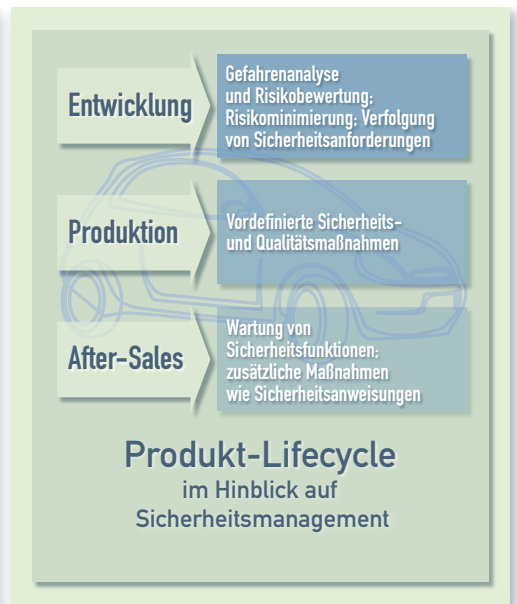 Entwicklung
Gefahrenanalyse
und Risikobewertung;
Risikominimierung; Verfolgung
von Sicherheitsanforderungen
Produktion
Vordefinierte Sicherheits-
und Qualitätsmaßnahmen
After-Sales
Wartung von
Sicherheitsfunktionen;
zusätzliche Maßnahmen
wie Sicherheitsanweisungen
Produkt-Lifecycle
im Hinblick auf
Sicherheitsmanagement